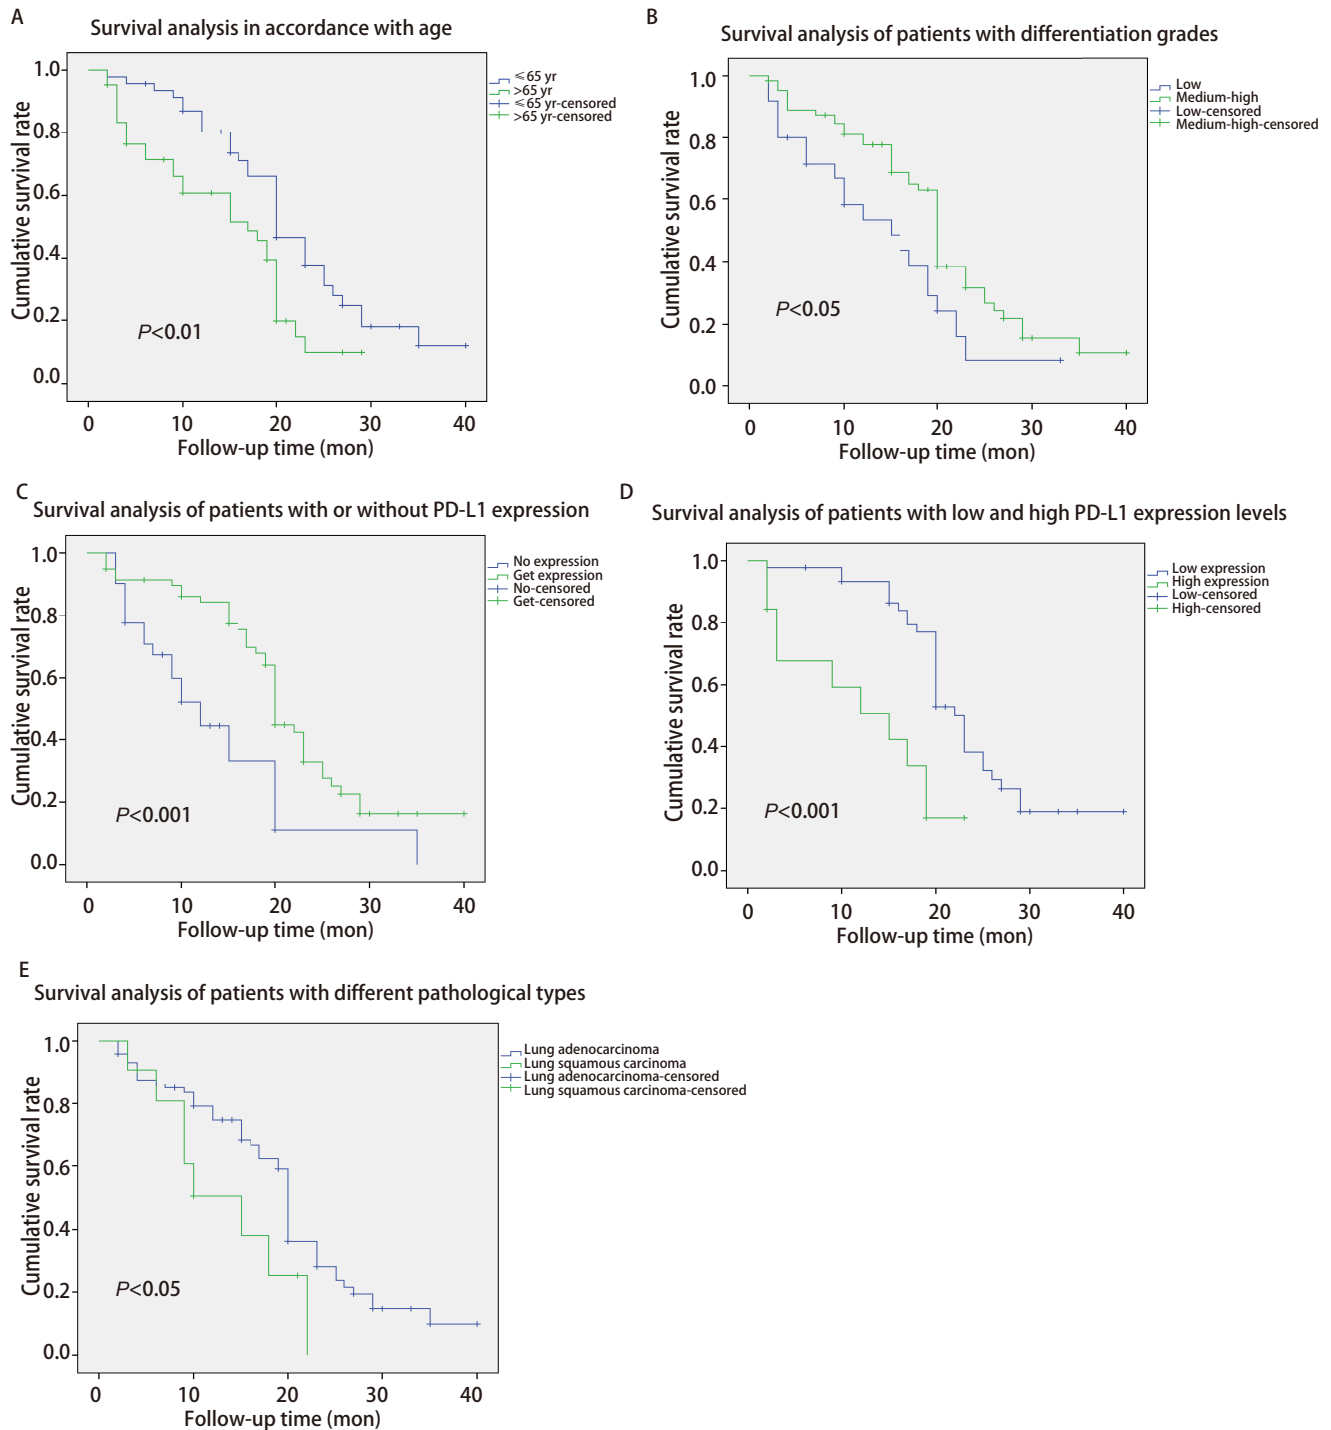 A
Survival analysis in accordance with age
Cumulative survival rate
1.0
0.8
0.6
0.4
0.2
0.0
P<0.01
≤65 yr
>65 yr
≤65 yr-censored
>65 yr-censored
0 10 20 30 40
Follow-up time (mon)
B
Survival analysis of patients with differentiation grades
Cumulative survival rate
1.0
0.8
0.6
0.4
0.2
0.0
P<0.05
Low
Medium-high
Low-censored
Medium-high-censored
0 10 20 30 40
Follow-up time (mon)
C
Survival analysis of patients with or without PD-L1 expression
Cumulative survival rate
1.0
0.8
0.6
0.4
0.2
0.0
P<0.001
No expression
Get expression
No-censored
Get-censored
0 10 20 30 40
Follow-up time (mon)
D
Survival analysis of patients with low and high PD-L1 expression levels
Cumulative survival rate
1.0
0.8
0.6
0.4
0.2
0.0
P<0.001
Low expression
High expression
Low-censored
High-censored
0 10 20 30 40
Follow-up time (mon)
E
Survival analysis of patients with different pathological types
Cumulative survival rate
1.0
0.8
0.6
0.4
0.2
0.0
P<0.05
Lung adenocarcinoma
Lung squamous carcinoma
Lung adenocarcinoma-censored
Lung squamous carcinoma-censored
0 10 20 30 40
Follow-up time (mon)